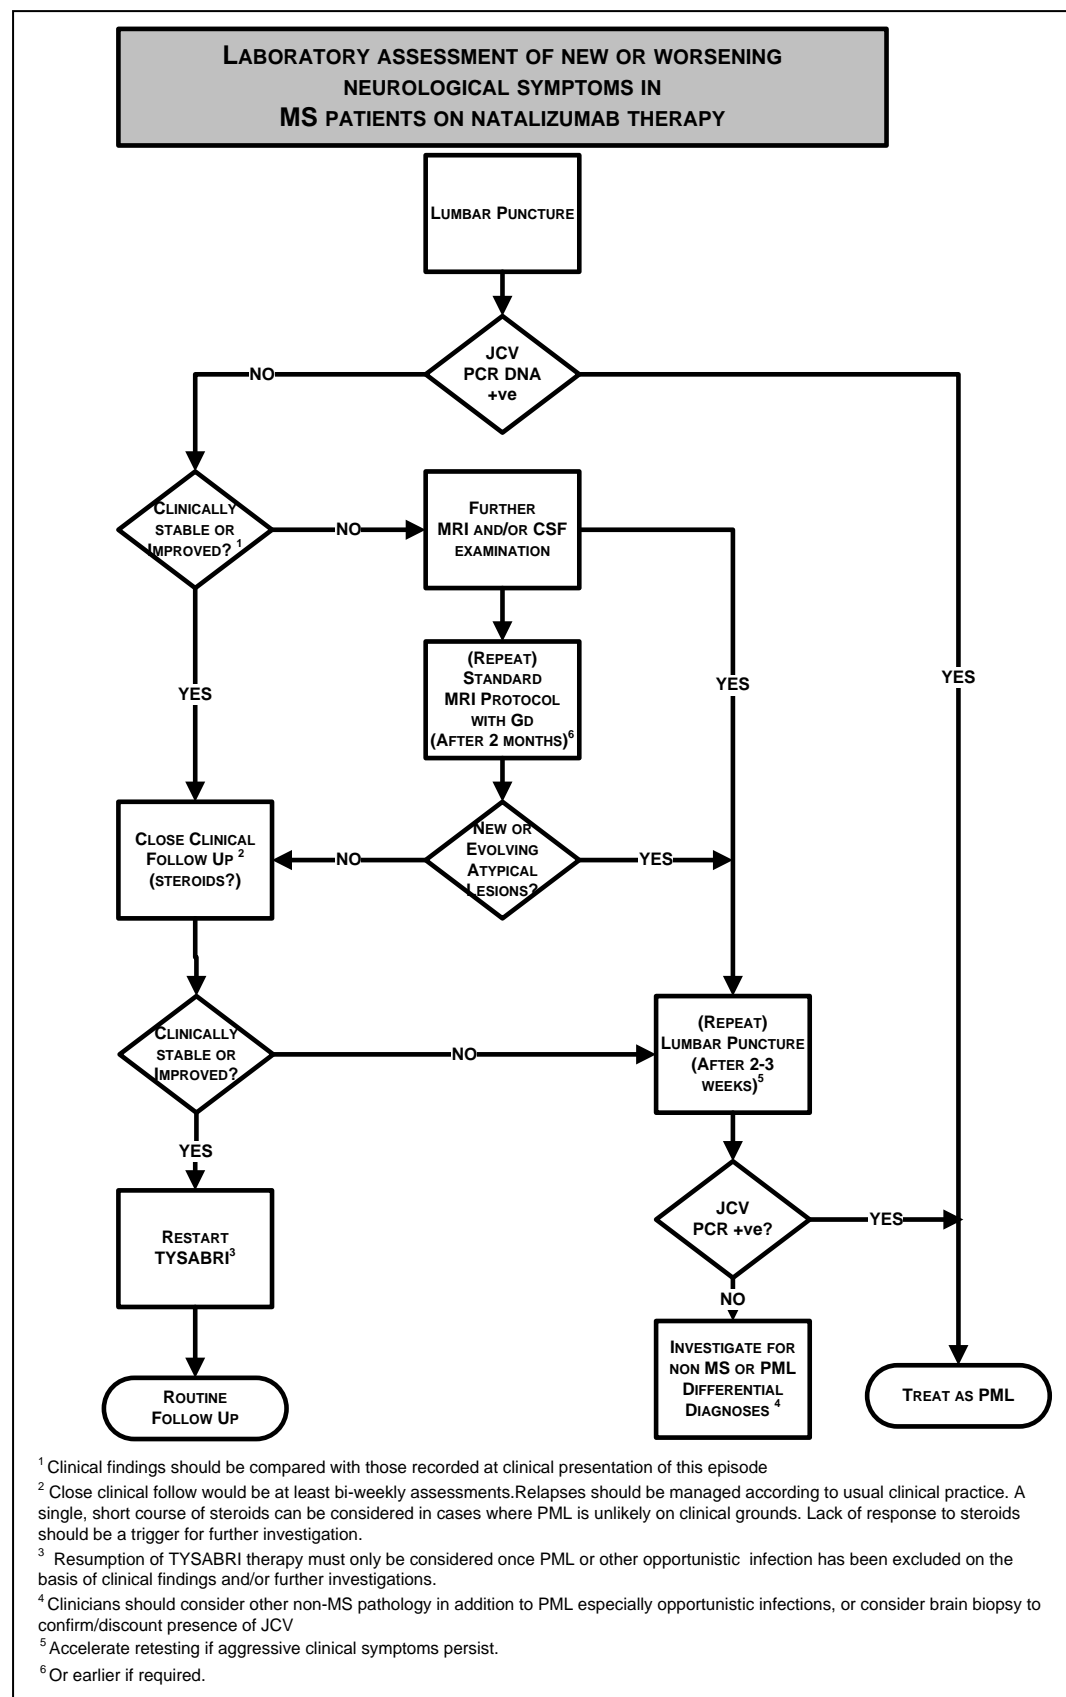 LABORATORY ASSESSMENT OF NEW OR WORSENING
NEUROLOGICAL SYMPTOMS IN
MS PATIENTS ON NATALIZUMAB THERAPY
LUMBAR PUNCTURE
JCV
PCR DNA
+ve
NO
CLINICALLY
STABLE OR
IMPROVED? 1
NO
FURTHER
MRI AND/OR CSF
EXAMINATION
YES
(REPEAT)
STANDARD
MRI PROTOCOL
WITH GD
(AFTER 2 MONTHS)6
YES
YES
CLOSE CLINICAL
FOLLOW UP 2
(STEROIDS?)
NO
NEW OR
EVOLVING
ATYPICAL
LESIONS?
YES
CLINICALLY
STABLE OR
IMPROVED?
NO
(REPEAT)
LUMBAR PUNCTURE
(AFTER 2-3
WEEKS)5
YES
RESTART
TYSABRI3
JCV
PCR +ve?
YES
NO
ROUTINE
FOLLOW UP
INVESTIGATE FOR
NON MS OR PML
DIFFERENTIAL
DIAGNOSES 4
TREAT AS PML
1 Clinical findings should be compared with those recorded at clinical presentation of this episode
2 Close clinical follow would be at least bi-weekly assessments.Relapses should be managed according to usual clinical practice. A
single, short course of steroids can be considered in cases where PML is unlikely on clinical grounds. Lack of response to steroids
should be a trigger for further investigation.
3 Resumption of TYSABRI therapy must only be considered once PML or other opportunistic infection has been excluded on the
basis of clinical findings and/or further investigations.
4 Clinicians should consider other non-MS pathology in addition to PML especially opportunistic infections, or consider brain biopsy to
confirm/discount presence of JCV
5 Accelerate retesting if aggressive clinical symptoms persist.
6 Or earlier if required.